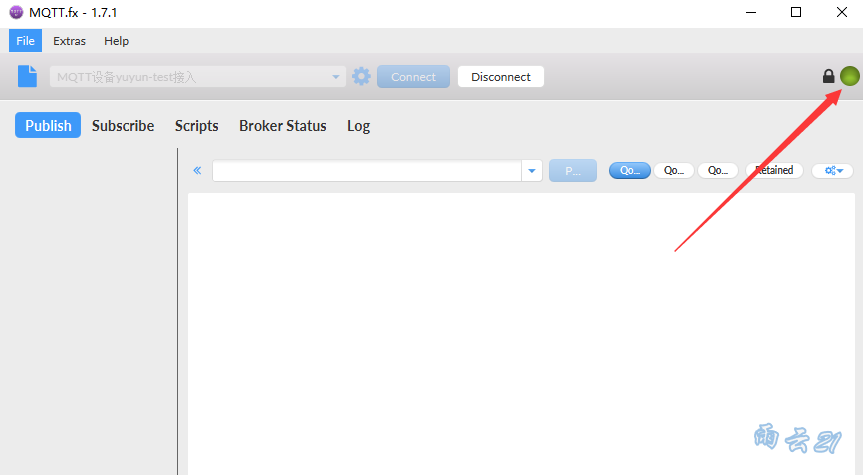 MQTT.fx - 1.7.1
File Extras Help
MQTT设备yuyun-test接入 Connect Disconnect
Publish Subscribe Scripts Broker Status Log
P... Qo... Qo... Qo... Retained
雨云21